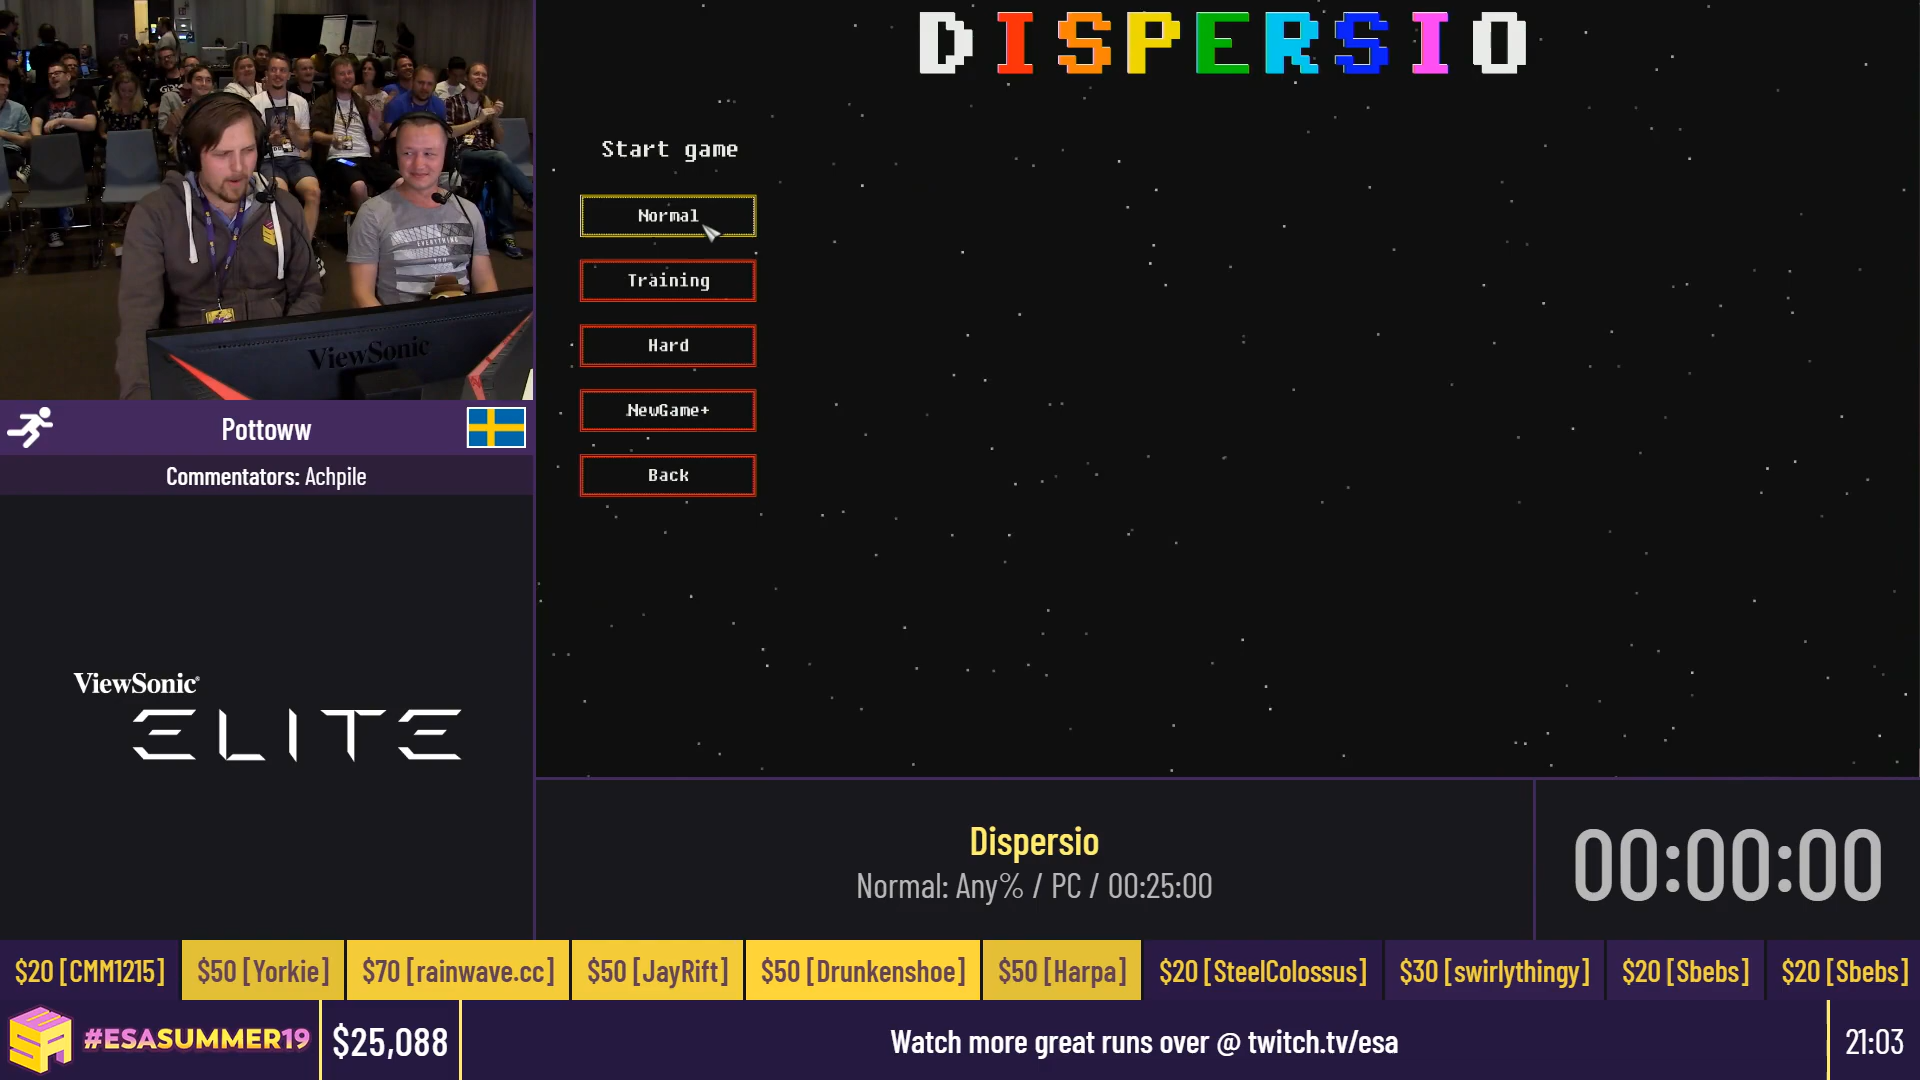 DISPERSIO
Start game
Normal
Training
Hard
NewGame+
Back
EVERYTHING
ViewSonic
Pottoww
Commentators: Achpile
ViewSonic
ELITE
Dispersio
Normal: Any% / PC / 00:25:00
00:00:00
$20 [CMM1215] $50 [Yorkie] $70 [rainwave.cc] $50 [JayRift] $50 [Drunkenshoe] $50 [Harpa] $20 [SteelColossus] $30 [swirlythingy] $20 [Sbebs] $20 [Sbebs]
ESA #ESASUMMER19 $25,088 Watch more great runs over @ twitch.tv/esa 21:03